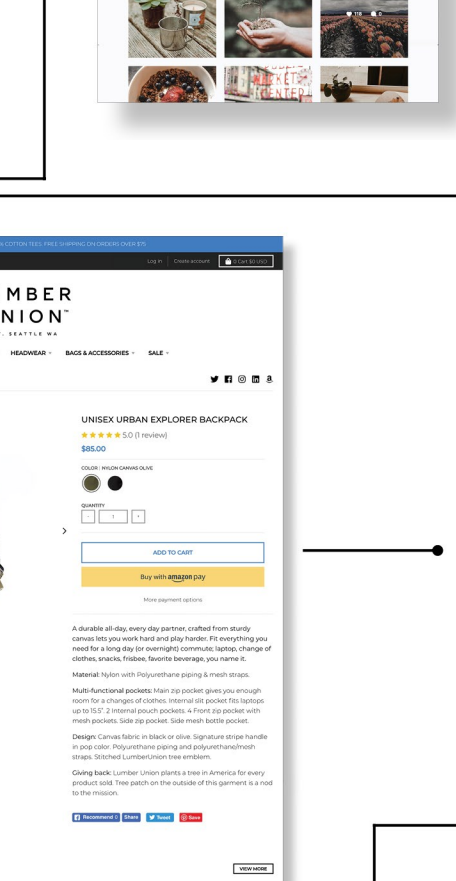 118 0
PUBLIC
MARKET
CENTER
COTTON TEES. FREE SHIPPING ON ORDERS OVER $75
Log in Create account 0 Cart $0 USD
MBER
NION™
SEATTLE WA
HEADWEAR BAGS & ACCESSORIES SALE
UNISEX URBAN EXPLORER BACKPACK
5.0 (1 review)
$85.00
COLOR : NYLON CANVAS OLIVE
QUANTITY
- 1 +
ADD TO CART
Buy with amazon pay
More payment options
A durable all-day, every day partner, crafted from sturdy
canvas lets you work hard and play harder. Fit everything you
need for a long day (or overnight) commute; laptop, change of
clothes, snacks, frisbee, favorite beverage, you name it.
Material: Nylon with Polyurethane piping & mesh straps.
Multi-functional pockets: Main zip pocket gives you enough
room for a changes of clothes. Internal slit pocket fits laptops
up to 15.5". 2 Internal pouch pockets. 4 Front zip pocket with
mesh pockets. Side zip pocket. Side mesh bottle pocket.
Design: Canvas fabric in black or olive. Signature stripe handle
in pop color. Polyurethane piping and polyurethane/mesh
straps. Stitched LumberUnion tree emblem.
Giving back: Lumber Union plants a tree in America for every
product sold. Tree patch on the outside of this garment is a nod
to the mission.
Recommend 0 Share Tweet Save
VIEW MORE